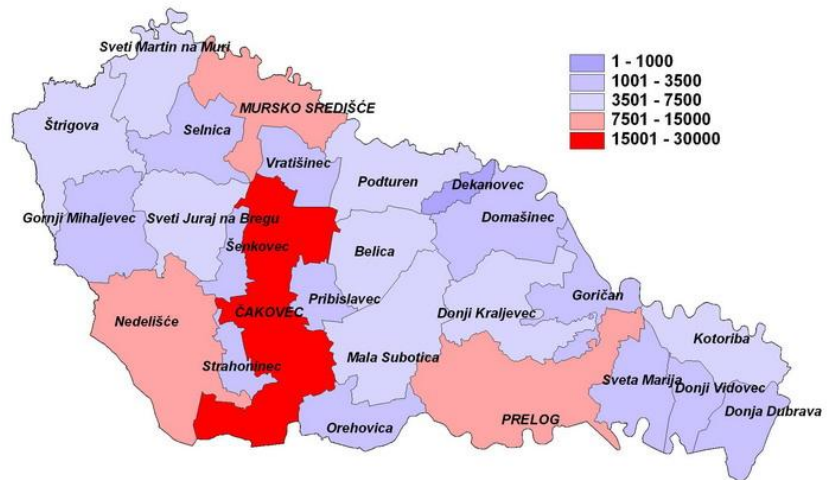 Sveti Martin na Muri
1 - 1000
1001 - 3500
3501 - 7500
7501 - 15000
15001 - 30000
MURSKO SREDIŠĆE
Štrigova
Selnica
Vratišinec
Podturen
Dekanovec
Gornji Mihaljevec
Sveti Juraj na Bregu
Domašinec
Šenkovec
Belica
Pribislavec
Goričan
ČAKOVEC
Donji Kraljevec
Nedelišće
Kotoriba
Mala Subotica
Strahoninec
Sveta Marija
Donji Vidovec
Donja Dubrava
PRELOG
Orehovica